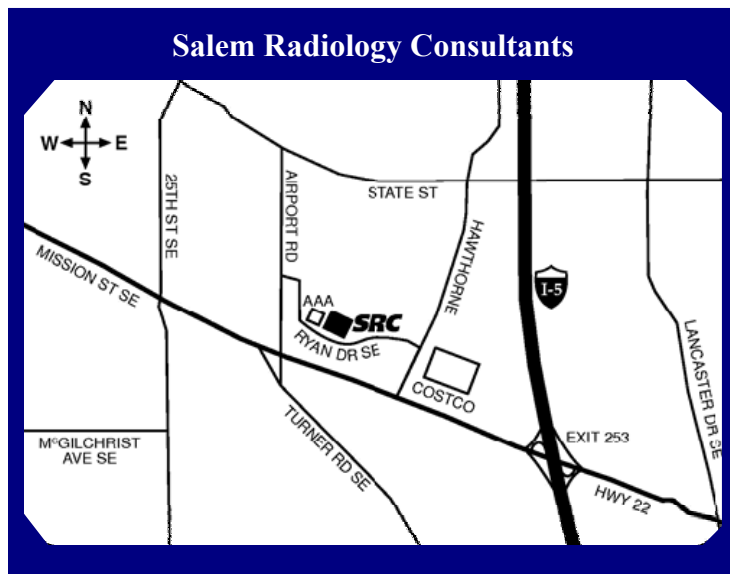 Salem Radiology Consultants
N
W E
S
25TH ST SE
AIRPORT RD
STATE ST
HAWTHORNE
MISSION ST SE
I-5
AAA
SRC
RYAN DR SE
LANCASTER DR SE
COSTCO
TURNER RD SE
EXIT 253
McGILCHRIST
AVE SE
HWY 22